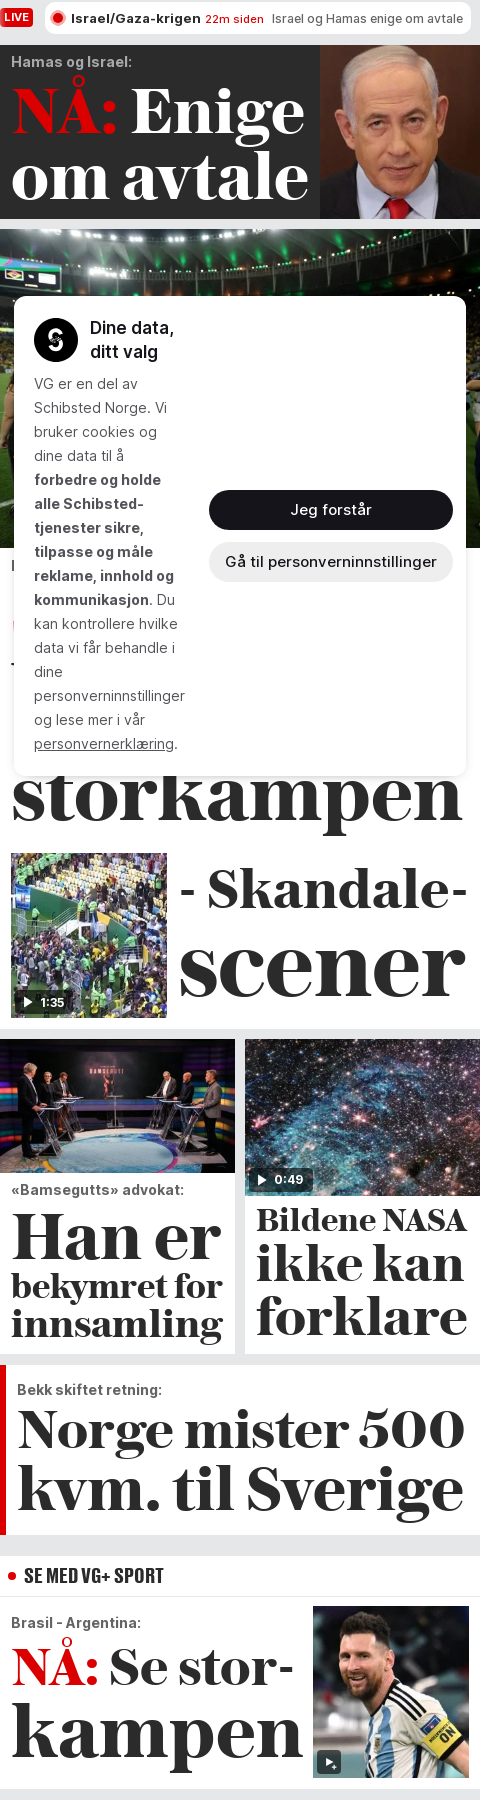 LIVE
Israel/Gaza-krigen 22m siden Israel og Hamas enige om avtale
Hamas og Israel:
NÅ: Enige
om avtale
Dine data,
ditt valg
VG er en del av
Schibsted Norge. Vi
bruker cookies og
dine data til å
forbedre og holde
alle Schibsted-
tjenester sikre,
tilpasse og måle
reklame, innhold og
kommunikasjon. Du
kan kontrollere hvilke
data vi får behandle i
dine
personverninnstillinger
og lese mer i vår
personvernerklæring.
Jeg forstår
Gå til personverninnstillinger
storkampen
1:35
- Skandale-
scener
BAMSEGUTT
«Bamsegutts» advokat:
Han er
bekymret for
innsamling
0:49
Bildene NASA
ikke kan
forklare
Bekk skiftet retning:
Norge mister 500
kvm. til Sverige
SE MED VG+ SPORT
Brasil - Argentina:
NÅ: Se stor-
kampen